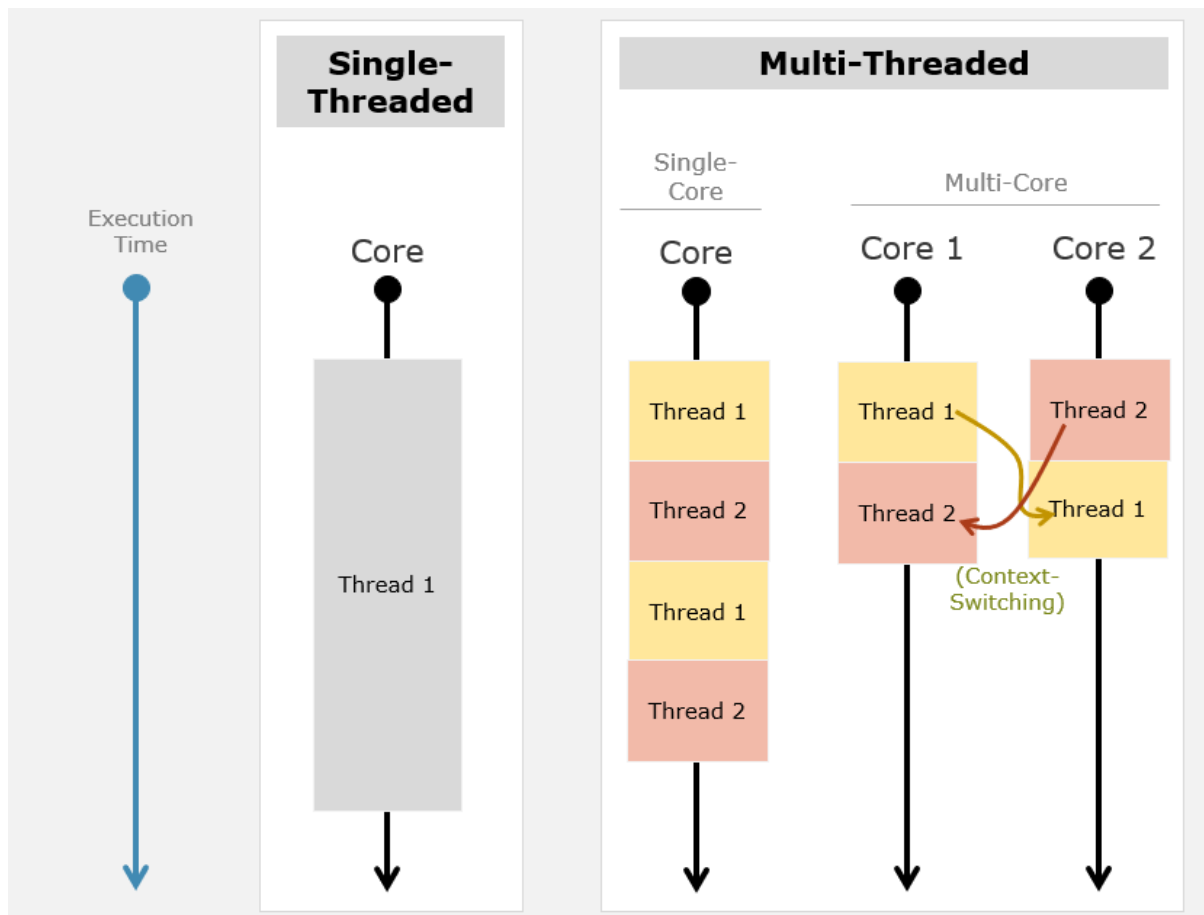 Single-
Threaded
Multi-Threaded
Execution
Time
Single-
Core
Multi-Core
Core
Core
Core 1
Core 2
Thread 1
Thread 1
Thread 2
Thread 1
Thread 2
Thread 1
Thread 2
Thread 2
Thread 1
(Context-
Switching)